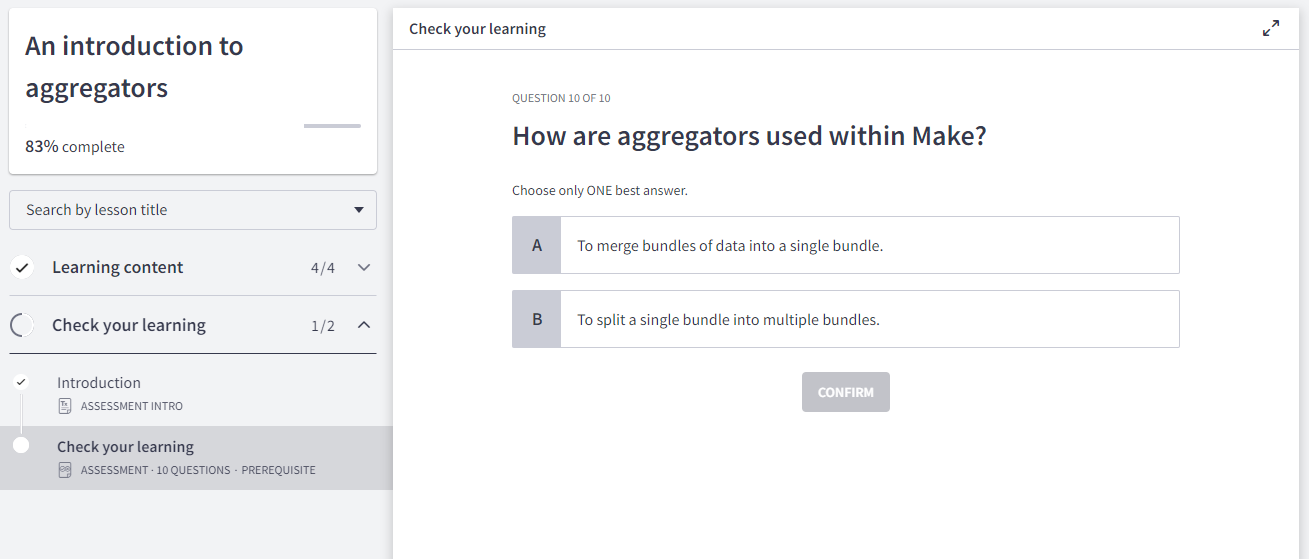 An introduction to
aggregators
83% complete
Search by lesson title
Learning content 4/4
Check your learning 1/2
Introduction
ASSESSMENT INTRO
Check your learning
ASSESSMENT · 10 QUESTIONS · PREREQUISITE
Check your learning
QUESTION 10 OF 10
How are aggregators used within Make?
Choose only ONE best answer.
A To merge bundles of data into a single bundle.
B To split a single bundle into multiple bundles.
CONFIRM